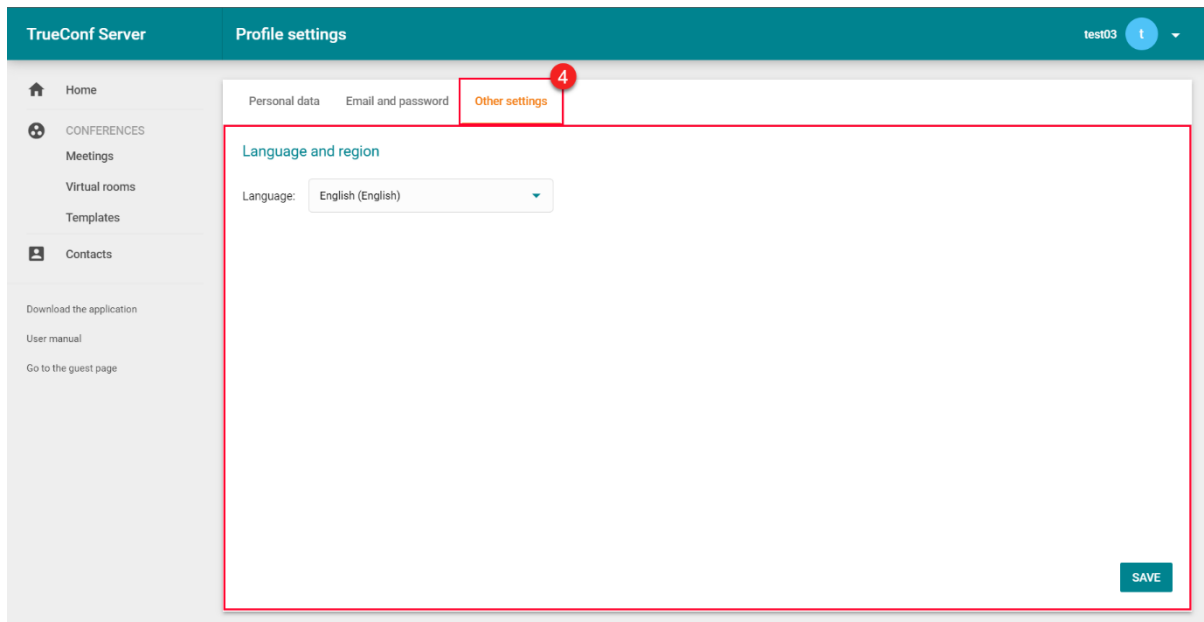 TrueConf Server
Profile settings
test03
t
Home
CONFERENCES
Meetings
Virtual rooms
Templates
Contacts
Download the application
User manual
Go to the guest page
4
Personal data
Email and password
Other settings
Language and region
Language:
English (English)
SAVE